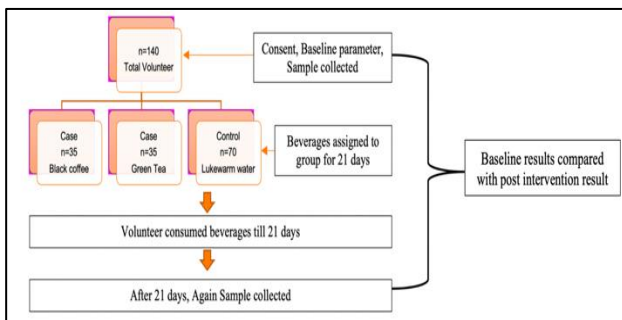 n=140
Total Volunteer
Consent, Baseline parameter,
Sample collected
Case
n=35
Black coffee
Case
n=35
Green Tea
Control
n=70
Lukewarm water
Beverages assigned to
group for 21 days
Baseline results compared
with post intervention result
Volunteer consumed beverages till 21 days
After 21 days, Again Sample collected